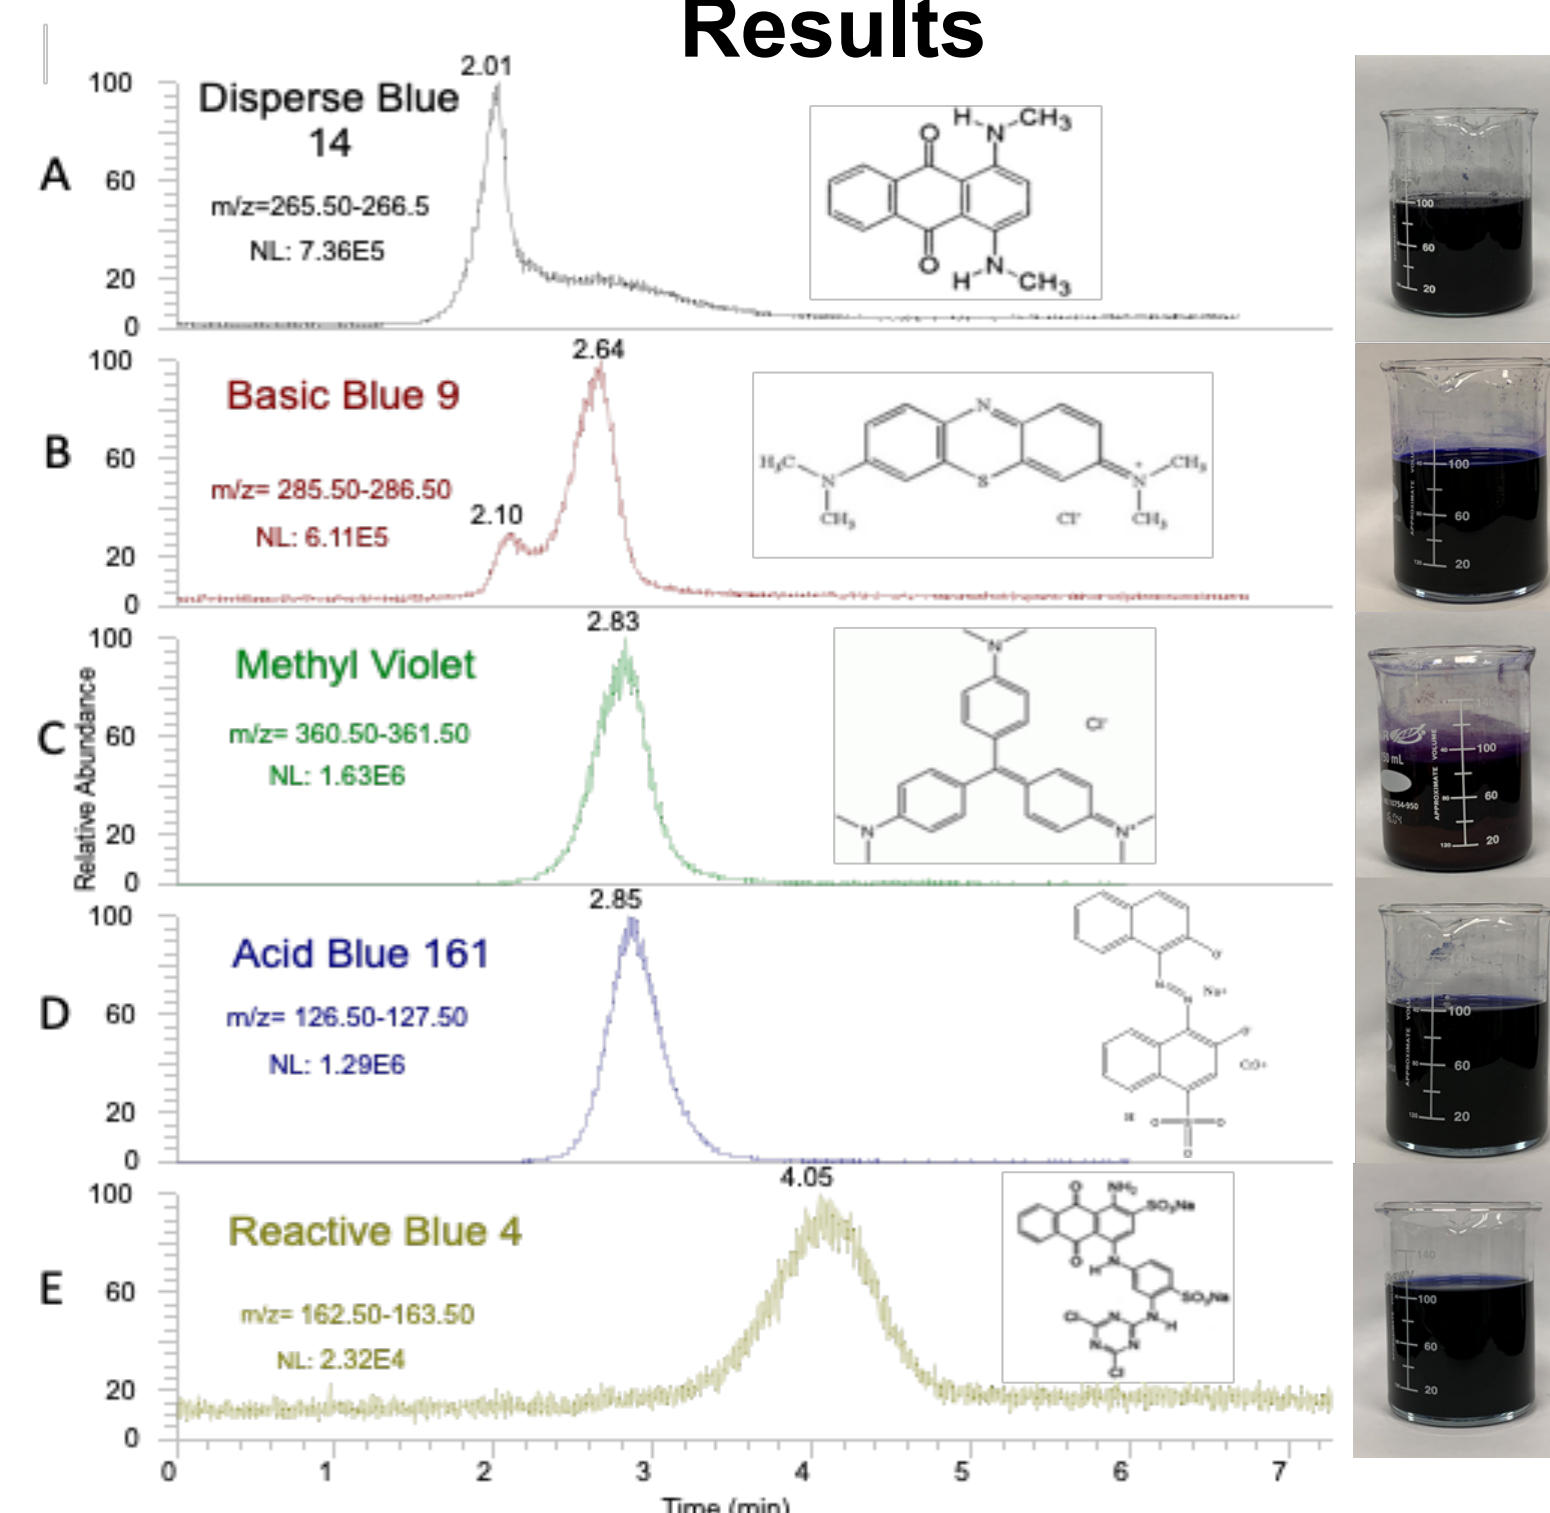 Results
2.01
100
Disperse Blue
14
A
60
m/z=265.50-266.5
NL: 7.36E5
20
0
O
H
N
CH3
O
H
N
CH3
100
60
20
2.64
100
Basic Blue 9
B
60
m/z= 285.50-286.50
2.10
NL: 6.11E5
20
0
N
H3C
N
CH3
S
Cl-
N+
CH3
CH3
100
60
20
2.83
100
Methyl Violet
C
60
m/z= 360.50-361.50
NL: 1.63E6
20
0
Relative Abundance
N
Cl-
N
N+
APPROXIMATE VOLUME
100
60
20
2.85
100
Acid Blue 161
D
60
m/z= 126.50-127.50
NL: 1.29E6
20
0
Na+
H
APPROXIMATE
100
60
20
4.05
100
Reactive Blue 4
E
60
m/z= 162.50-163.50
NL: 2.32E4
20
0
O
NH2
SO3Na
O
H
N
SO3Na
Cl
N
N
H
N
N
Cl
140
100
60
20
0 1 2 3 4 5 6 7
Time (min)